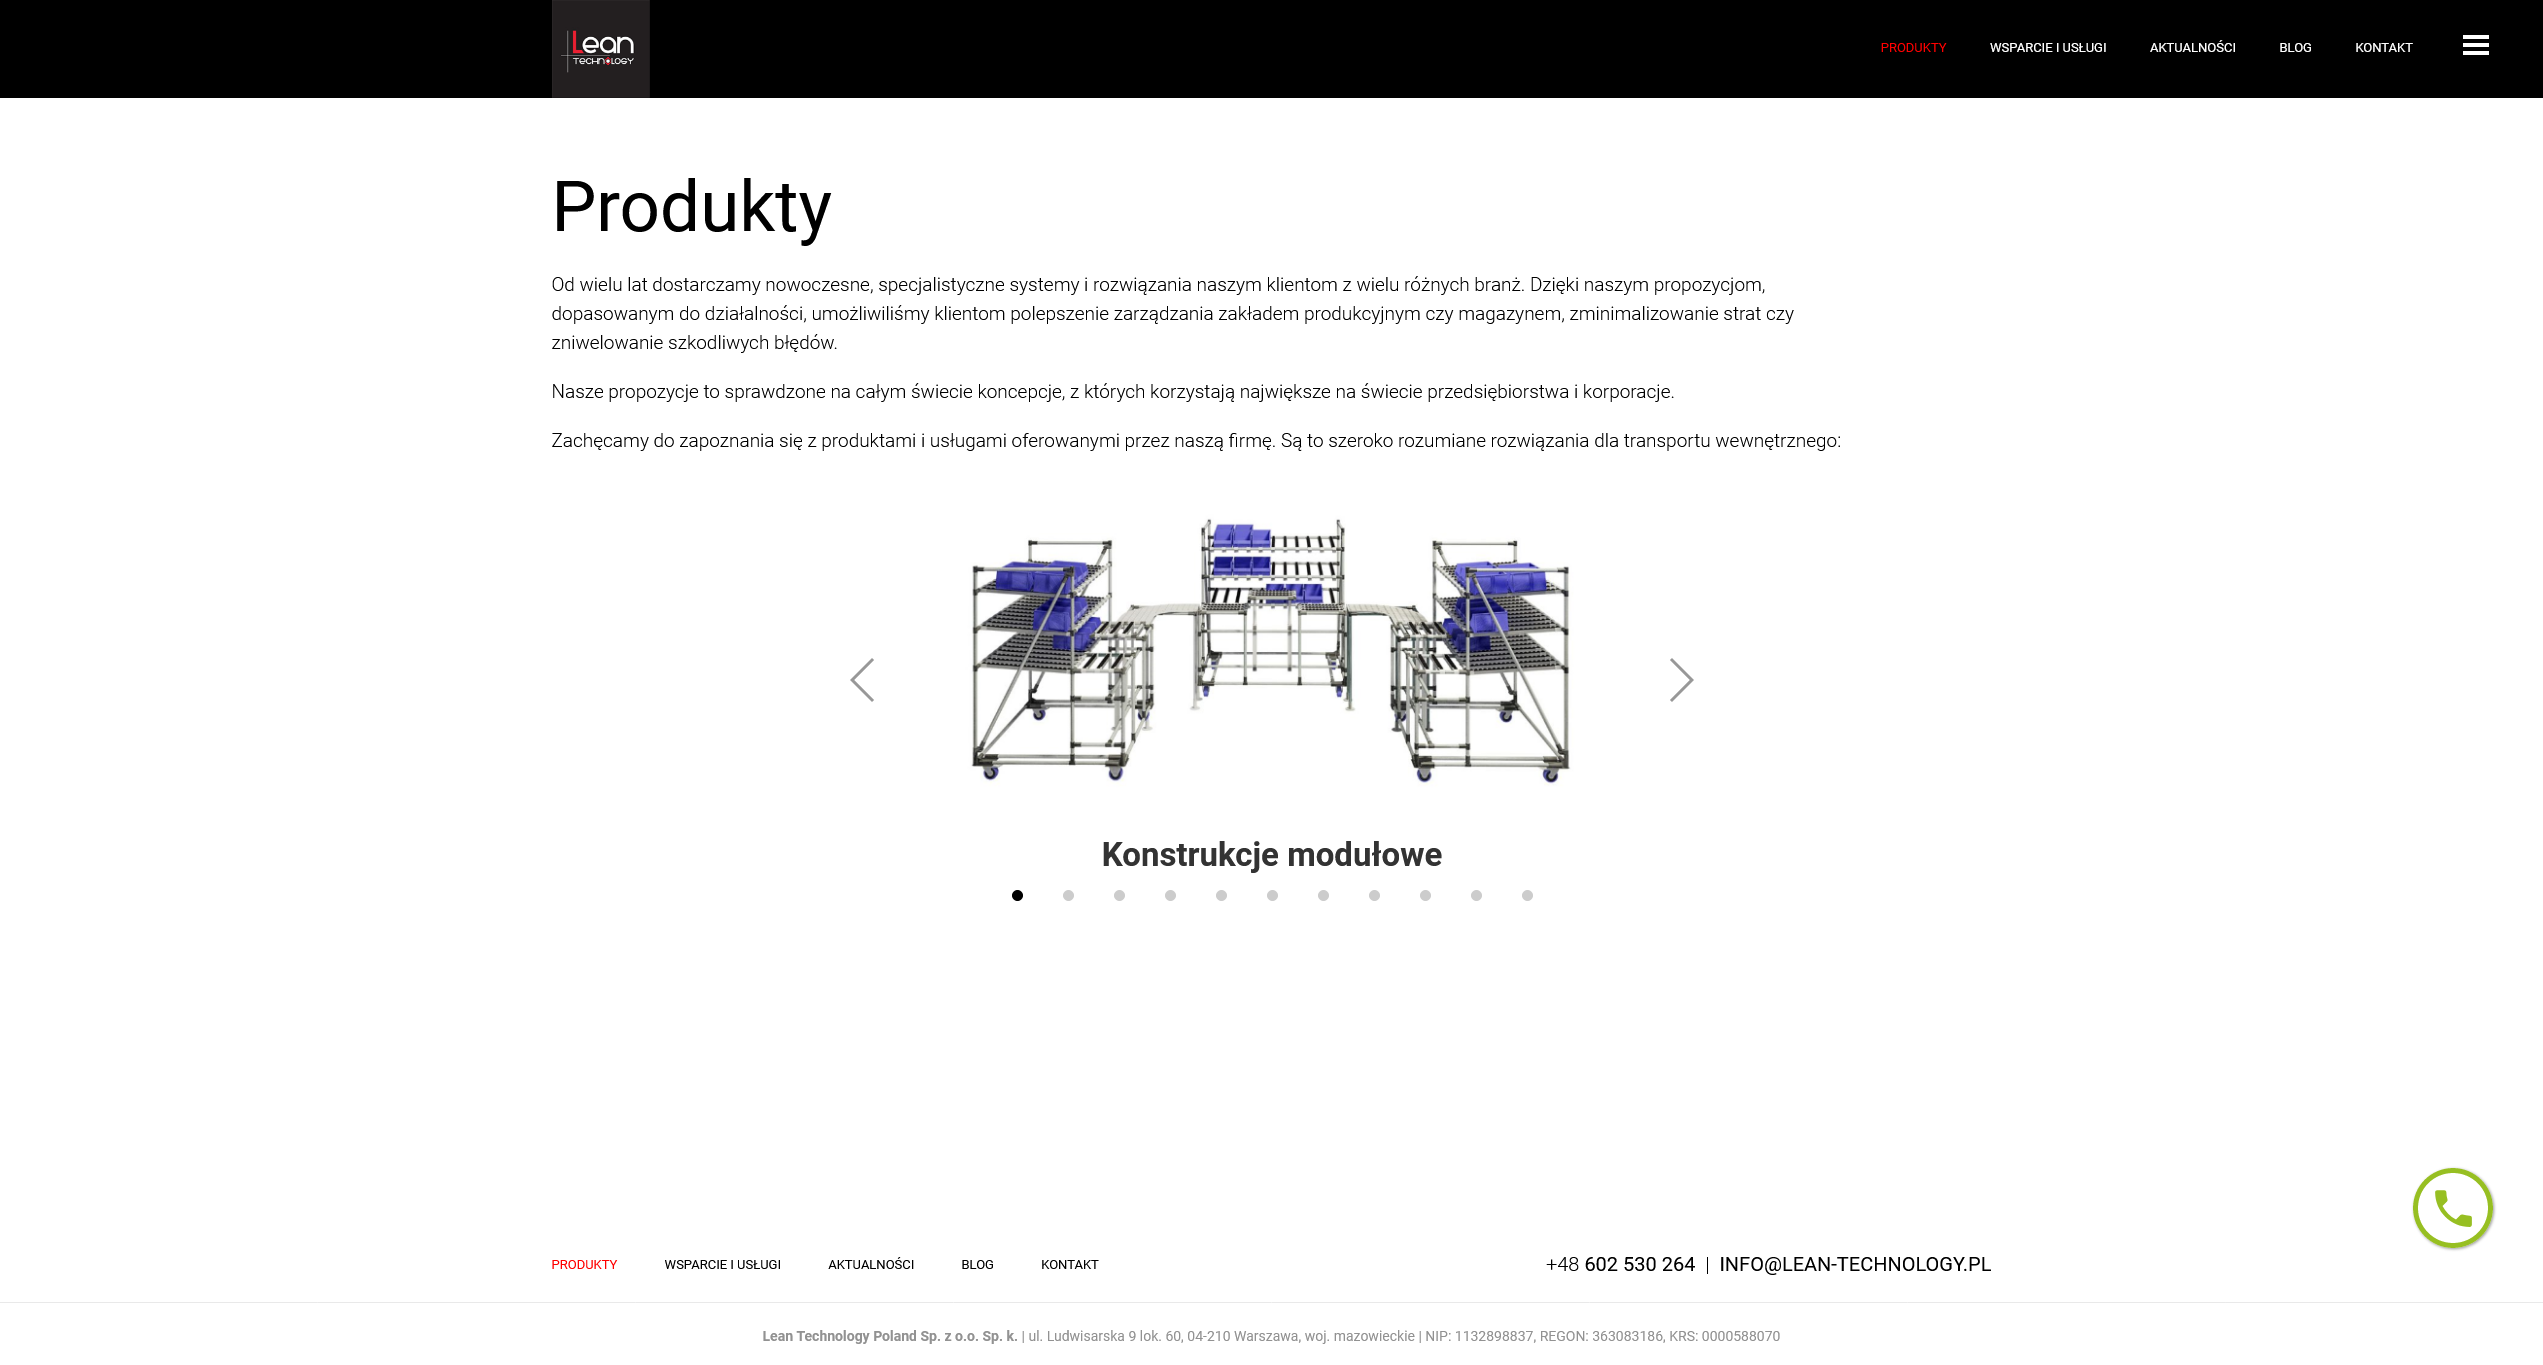 Lean
TECHNOLOGY
PRODUKTY
WSPARCIE I USŁUGI
AKTUALNOŚCI
BLOG
KONTAKT
Produkty
Od wielu lat dostarczamy nowoczesne, specjalistyczne systemy i rozwiązania naszym klientom z wielu różnych branż. Dzięki naszym propozycjom,
dopasowanym do działalności, umożliwiliśmy klientom polepszenie zarządzania zakładem produkcyjnym czy magazynem, zminimalizowanie strat czy
zniwelowanie szkodliwych błędów.
Nasze propozycje to sprawdzone na całym świecie koncepcje, z których korzystają największe na świecie przedsiębiorstwa i korporacje.
Zachęcamy do zapoznania się z produktami i usługami oferowanymi przez naszą firmę. Są to szeroko rozumiane rozwiązania dla transportu wewnętrznego:
Konstrukcje modułowe
PRODUKTY
WSPARCIE I USŁUGI
AKTUALNOŚCI
BLOG
KONTAKT
+48 602 530 264 | INFO@LEAN-TECHNOLOGY.PL
Lean Technology Poland Sp. z o.o. Sp. k. | ul. Ludwisarska 9 lok. 60, 04-210 Warszawa, woj. mazowieckie | NIP: 1132898837, REGON: 363083186, KRS: 0000588070